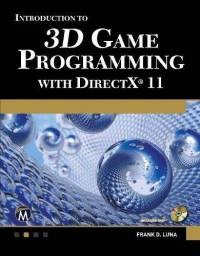 INTRODUCTION TO
3D GAME
PROGRAMMING
WITH DIRECTX® 11
FRANK D. LUNA